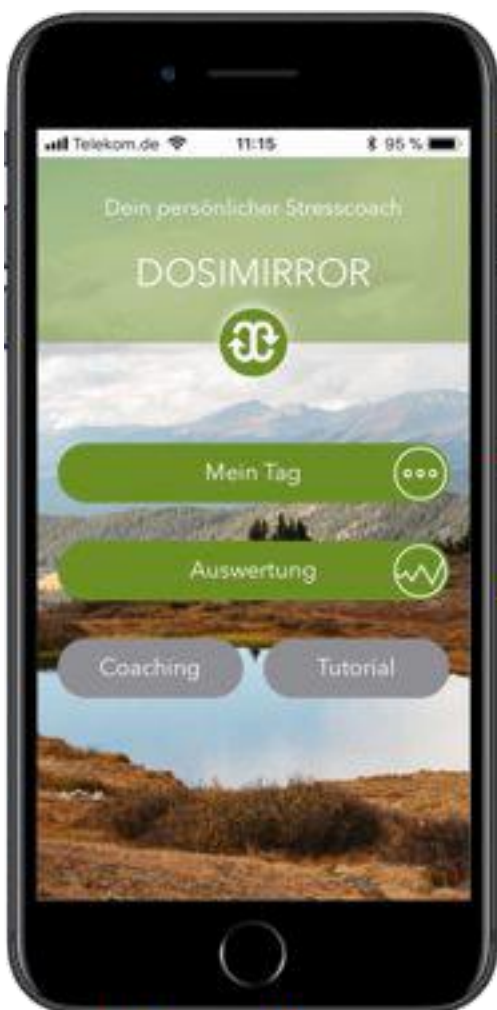 Telekom.de 11:15 95 %
Dein persönlicher Stresscoach
DOSIMIRROR
Mein Tag
Auswertung
Coaching Tutorial